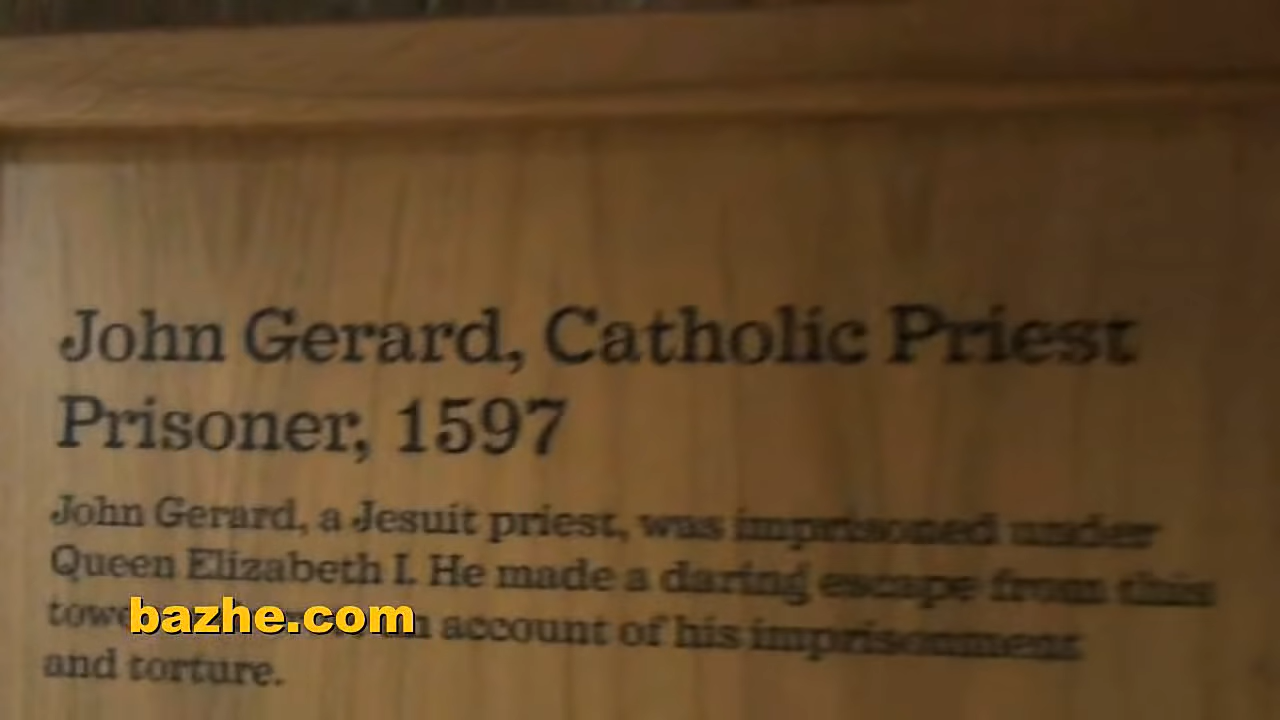 John Gerard, Catholic Priest
Prisoner, 1597
John Gerard, a Jesuit priest, was imprisoned under
Queen Elizabeth I. He made a daring escape from this
account of his imprisonment
and torture.
bazhe.com